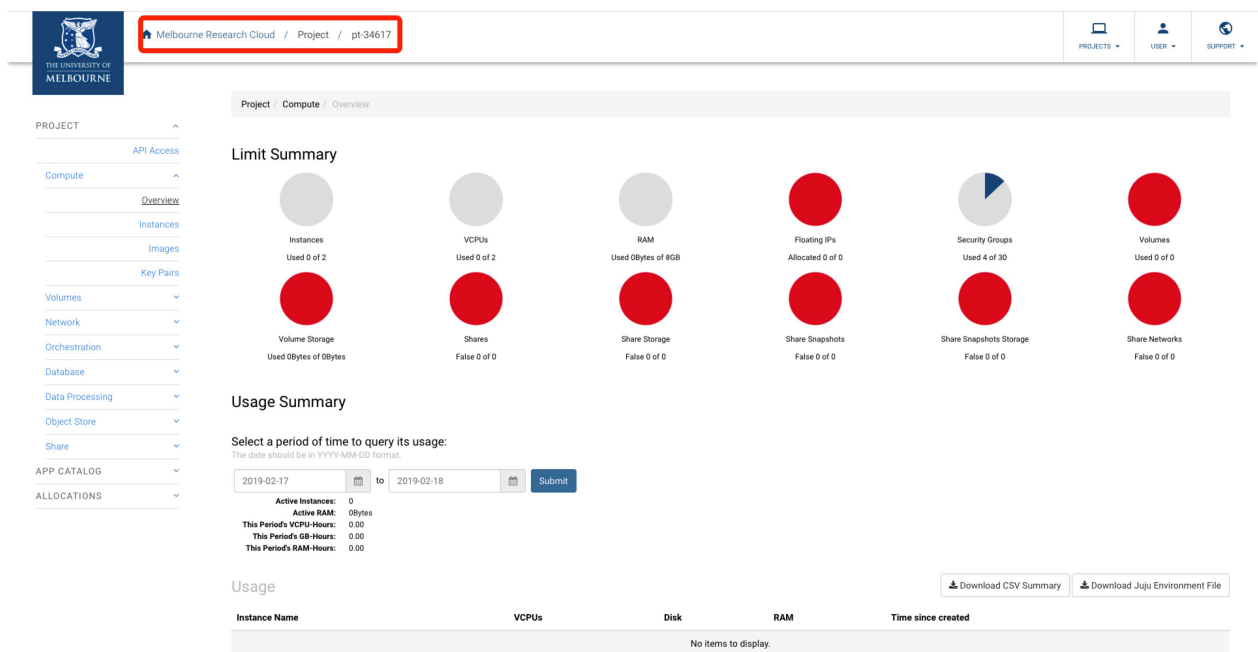 Melbourne Research Cloud / Project / pt-34617
PROJECTS
USER
SUPPORT
THE UNIVERSITY OF
MELBOURNE
Project / Compute / Overview
PROJECT
API Access
Compute
Overview
Instances
Images
Key Pairs
Volumes
Network
Orchestration
Database
Data Processing
Object Store
Share
APP CATALOG
ALLOCATIONS
Limit Summary
Instances
Used 0 of 2
VCPUs
Used 0 of 2
RAM
Used 0Bytes of 8GB
Floating IPs
Allocated 0 of 0
Security Groups
Used 4 of 30
Volumes
Used 0 of 0
Volume Storage
Used 0Bytes of 0Bytes
Shares
False 0 of 0
Share Storage
False 0 of 0
Share Snapshots
False 0 of 0
Share Snapshots Storage
False 0 of 0
Share Networks
False 0 of 0
Usage Summary
Select a period of time to query its usage:
The date should be in YYYY-MM-DD format.
2019-02-17 to 2019-02-18 Submit
Active Instances: 0
Active RAM: 0Bytes
This Period's VCPU-Hours: 0.00
This Period's GB-Hours: 0.00
This Period's RAM-Hours: 0.00
Usage
Download CSV Summary
Download Juju Environment File
Instance Name VCPUs Disk RAM Time since created
No items to display.